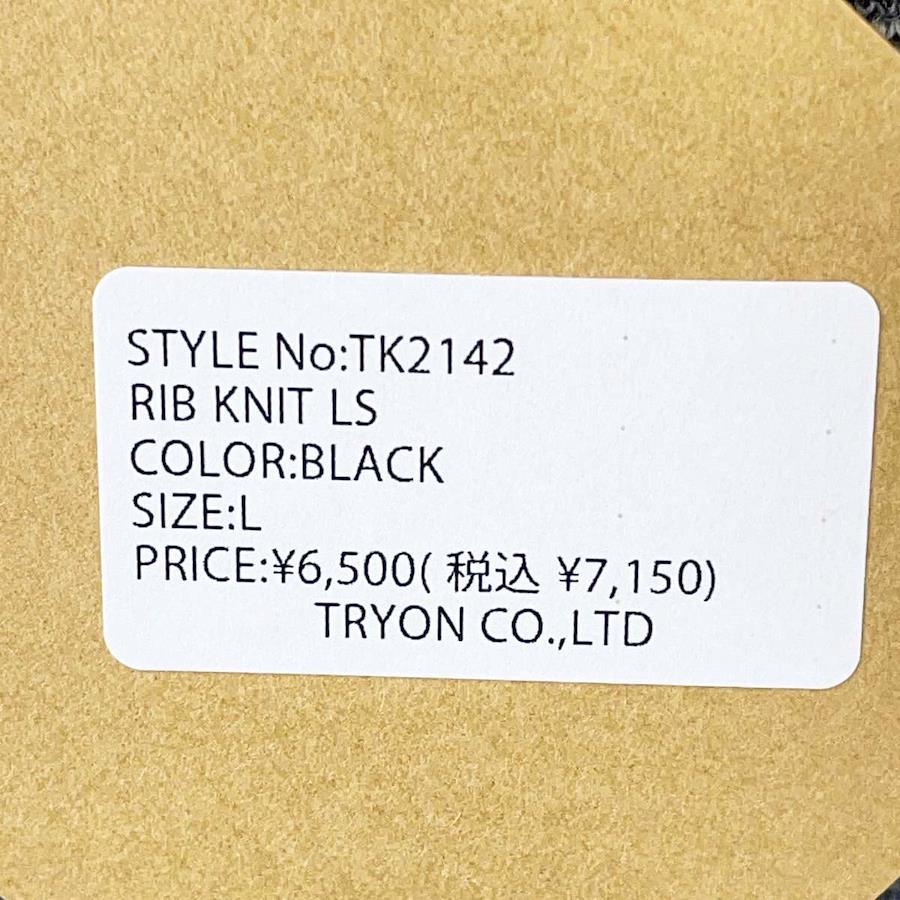 STYLE No:TK2142
RIB KNIT LS
COLOR:BLACK
SIZE:L
PRICE:¥6,500( 税込 ¥7,150)
TRYON CO.,LTD